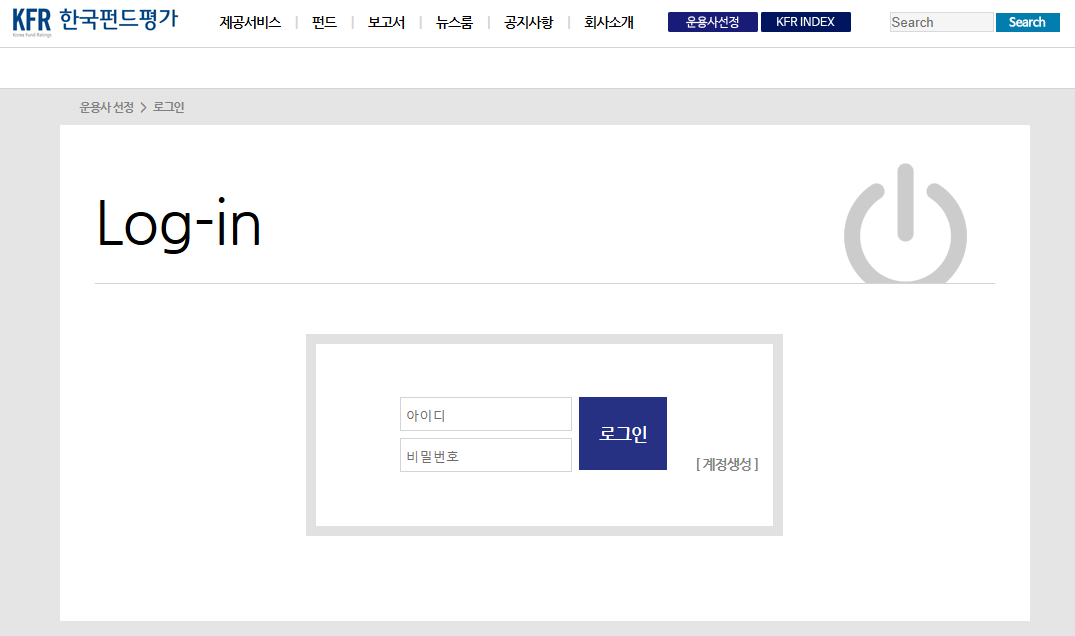 KFR 한국펀드평가
Korea Fund Ratings
제공서비스 | 펀드 | 보고서 | 뉴스룸 | 공지사항 | 회사소개
운용사선정 KFR INDEX
Search Search
운용사 선정 > 로그인
Log-in
아이디
비밀번호
로그인
[ 계정생성 ]